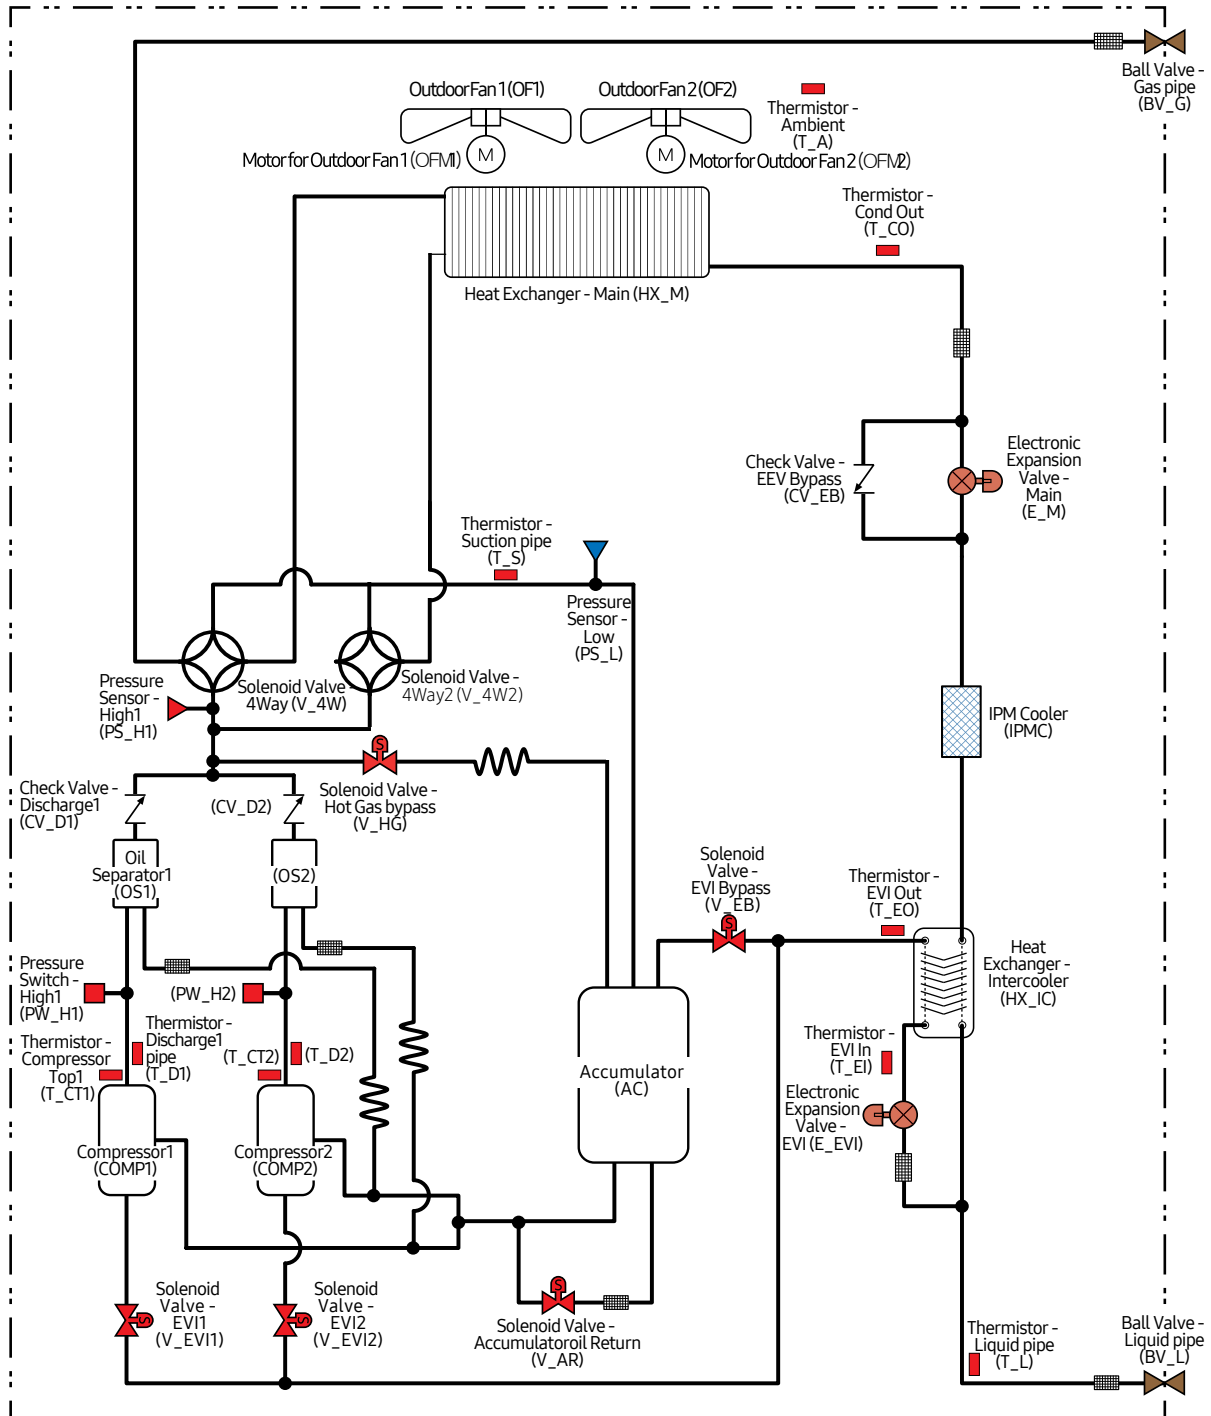 Ball Valve -
Gas pipe
(BV_G)
Outdoor Fan 1 (OF1)
Outdoor Fan 2 (OF2)
Thermistor -
Ambient
(T_A)
Motor for Outdoor Fan 1 (OFM1)
M
M
Motor for Outdoor Fan 2 (OFM2)
Thermistor -
Cond Out
(T_CO)
Heat Exchanger - Main (HX_M)
Check Valve -
EEV Bypass
(CV_EB)
Electronic
Expansion
Valve -
Main
(E_M)
Thermistor -
Suction pipe
(T_S)
Pressure
Sensor -
Low
(PS_L)
Pressure
Sensor -
High1
(PS_H1)
Solenoid Valve -
4Way (V_4W)
Solenoid Valve -
4Way2 (V_4W2)
IPM Cooler
(IPMC)
S
Solenoid Valve -
Hot Gas bypass
(V_HG)
Check Valve -
Discharge1
(CV_D1)
(CV_D2)
Oil
Separator1
(OS1)
(OS2)
Solenoid
Valve -
EVI Bypass
(V_EB)
S
Thermistor -
EVI Out
(T_EO)
Heat
Exchanger -
Intercooler
(HX_IC)
Pressure
Switch -
High1
(PW_H1)
(PW_H2)
Thermistor -
Discharge1
pipe
(T_D1)
Thermistor -
Compressor
Top1
(T_CT1)
(T_CT2)
(T_D2)
Accumulator
(AC)
Thermistor -
EVI In
(T_EI)
Electronic
Expansion
Valve -
EVI (E_EVI)
Compressor1
(COMP1)
Compressor2
(COMP2)
Solenoid
Valve -
EVI1
(V_EVI1)
S
Solenoid
Valve -
EVI2
(V_EVI2)
S
S
Solenoid Valve -
Accumulatoroil Return
(V_AR)
Thermistor -
Liquid pipe
(T_L)
Ball Valve -
Liquid pipe
(BV_L)